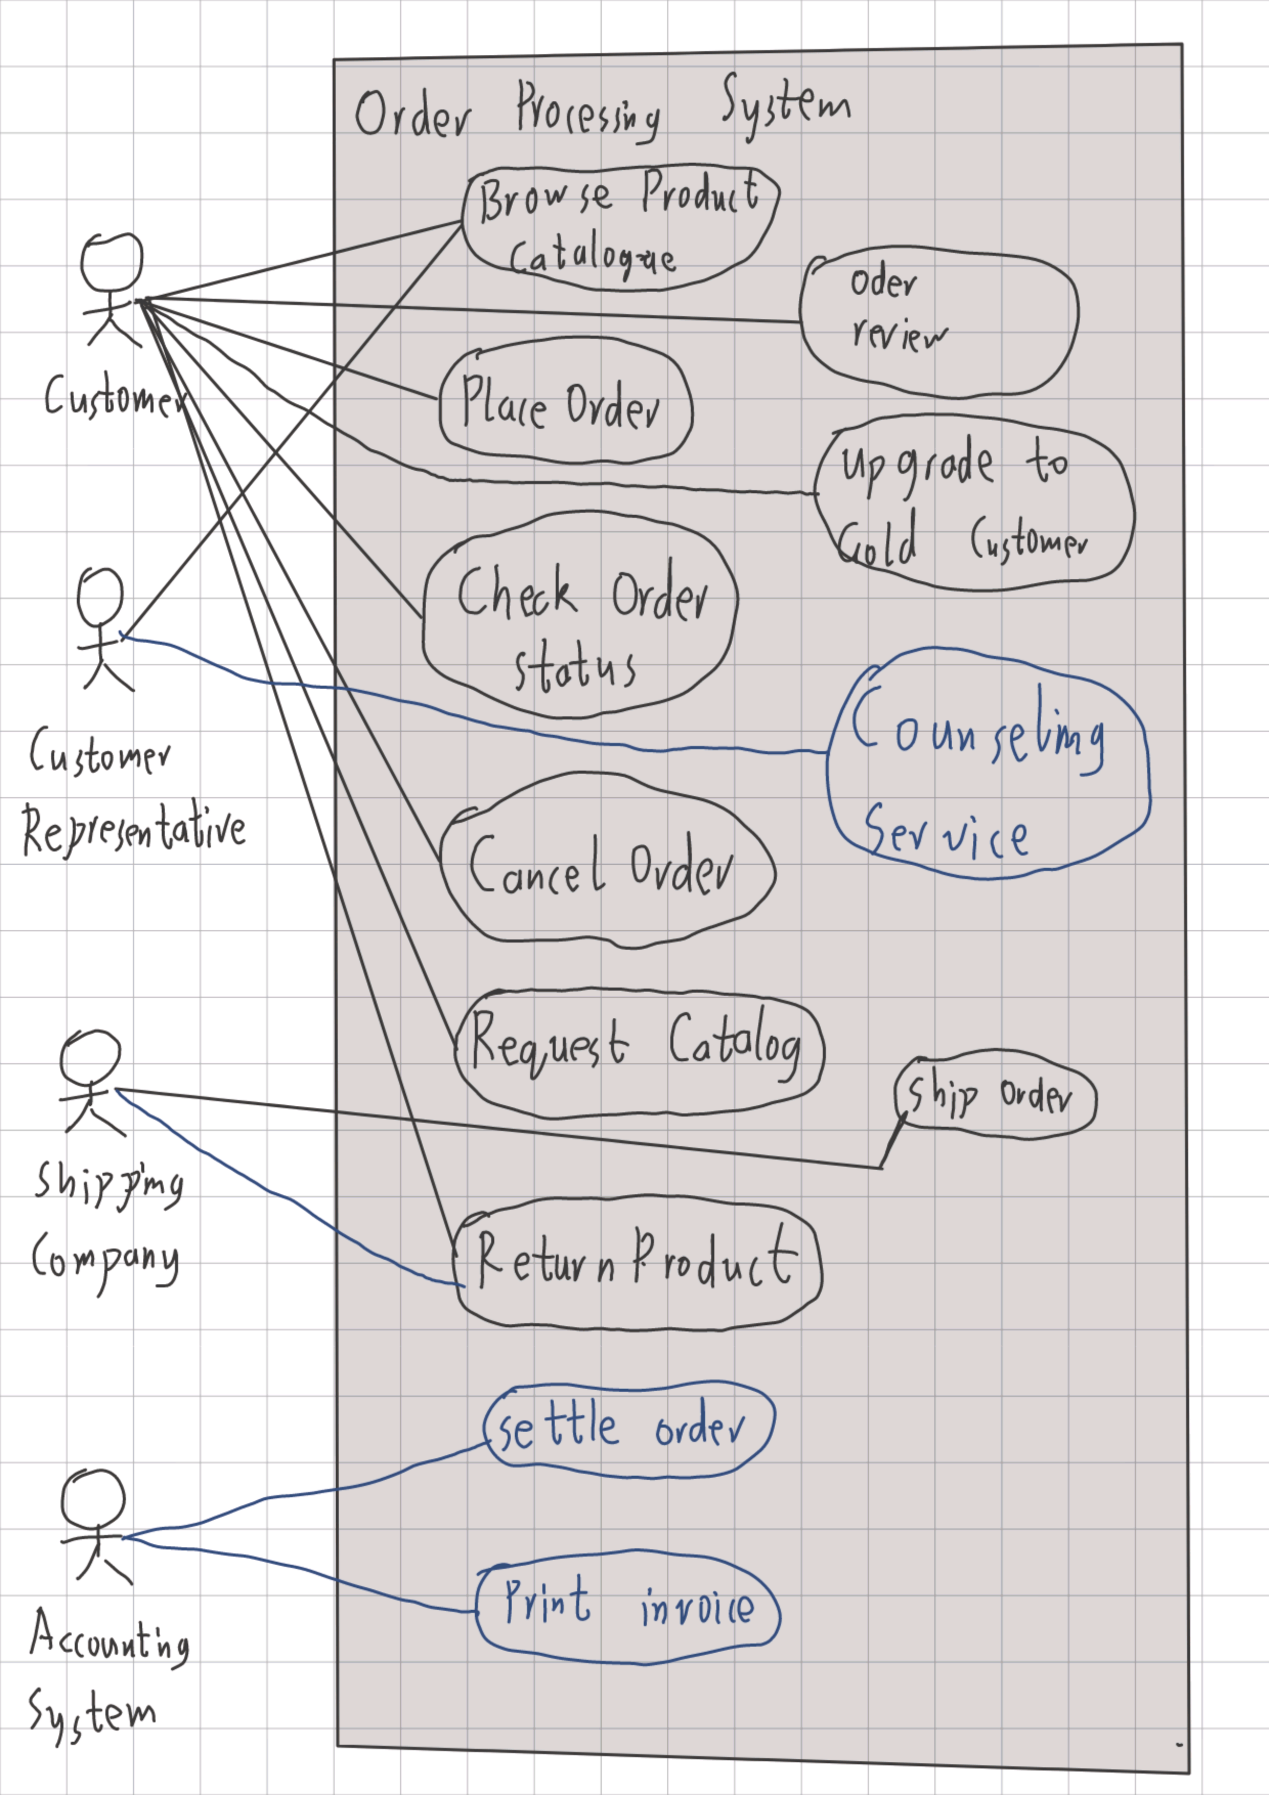 Order Processing System
Browse Product
Catalogue
oder
review
Customer
Place Order
upgrade to
Gold Customer
Check Order
status
Customer
Representative
Counseling
Service
Cancel Order
Request Catalog
ship order
Shipping
Company
Return Product
settle order
Print invoice
Accounting
System